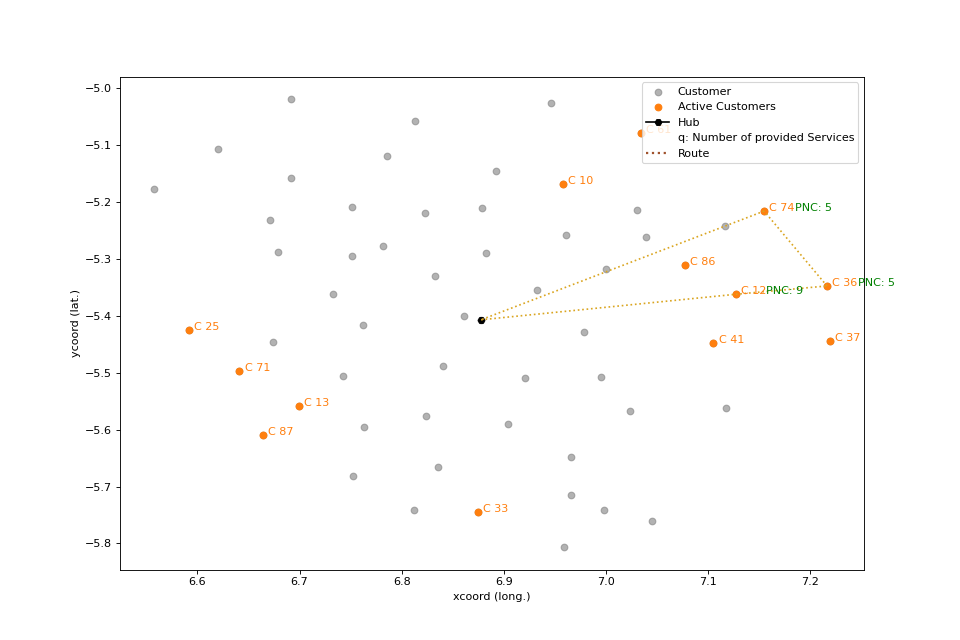 Customer
Active Customers
Hub
q: Number of provided Services
Route
C 10
C 74 PNC: 5
C 86
C 36 PNC: 5
C 12 PNC: 9
C 25
C 41
C 37
C 71
C 13
C 87
C 33
−5.0
−5.1
−5.2
−5.3
−5.4
−5.5
−5.6
−5.7
−5.8
ycoord (lat.)
6.6 6.7 6.8 6.9 7.0 7.1 7.2
xcoord (long.)